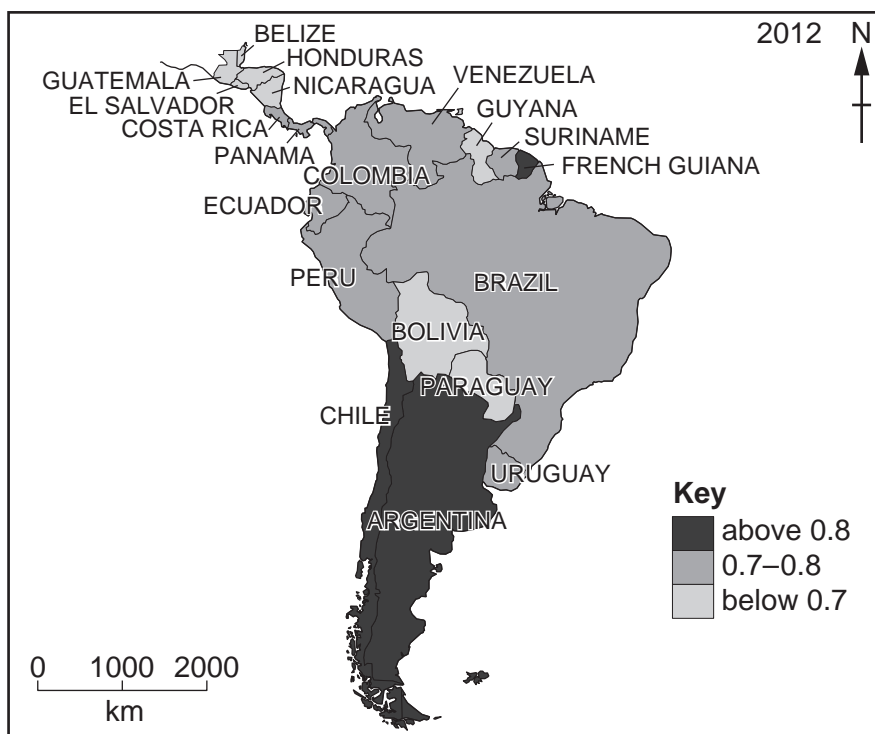 2012 N
BELIZE
HONDURAS
GUATEMALA
NICARAGUA
VENEZUELA
EL SALVADOR
GUYANA
COSTA RICA
SURINAME
PANAMA
FRENCH GUIANA
COLOMBIA
ECUADOR
PERU
BRAZIL
BOLIVIA
PARAGUAY
CHILE
URUGUAY
ARGENTINA
Key
above 0.8
0.7–0.8
below 0.7
0 1000 2000
km